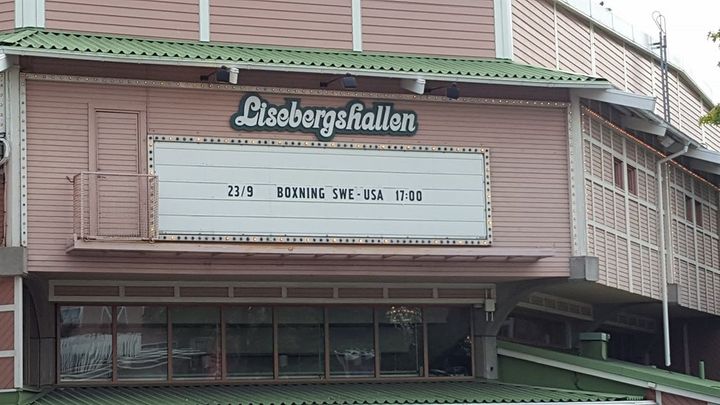 Lisebergshallen
23/9 BOXNING SWE-USA 17:00